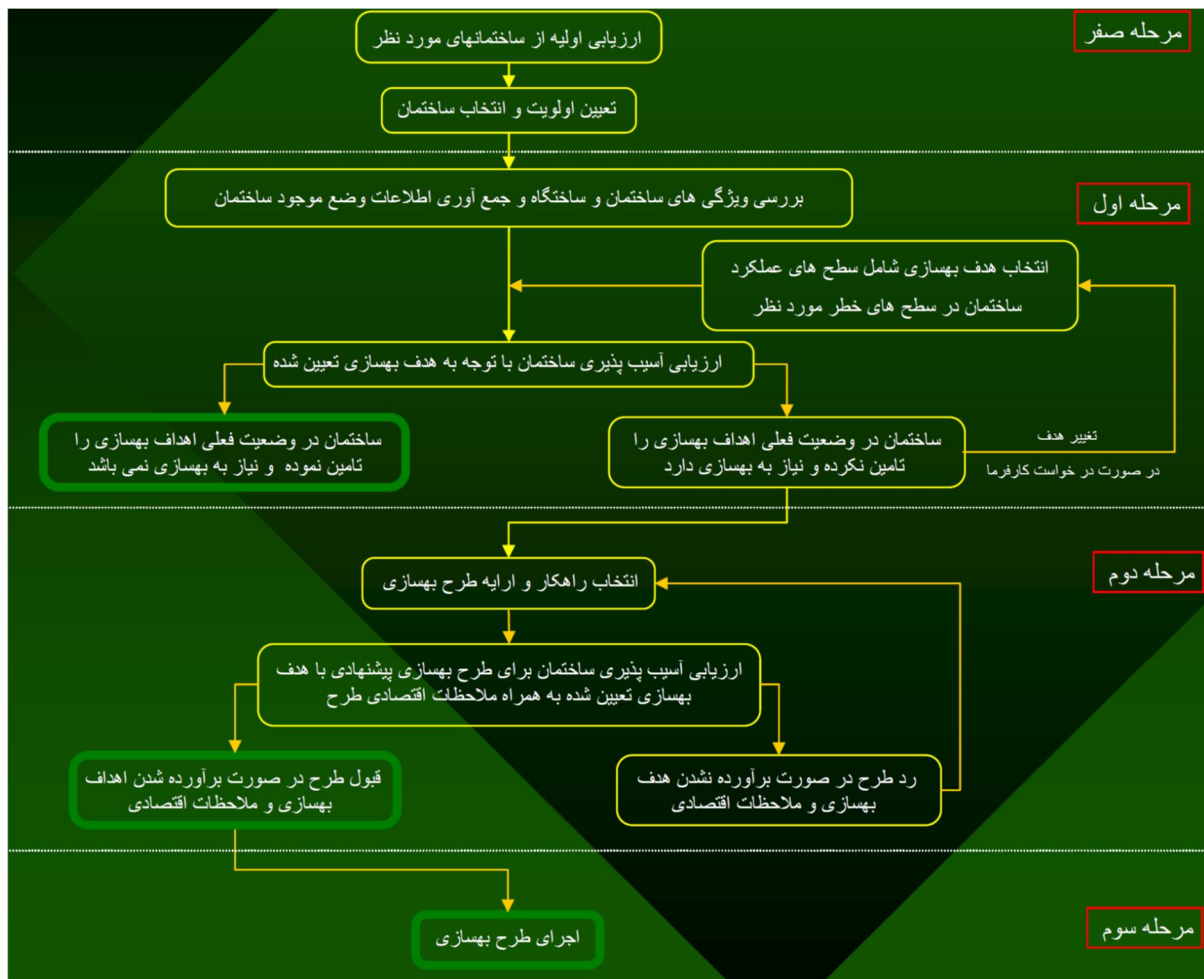 مرحله صفر
ارزیابی اولیه از ساختمانهای مورد نظر
تعیین اولویت و انتخاب ساختمان
مرحله اول
بررسی ویژگی های ساختمان و ساختگاه و جمع آوری اطلاعات وضع موجود ساختمان
انتخاب هدف بهسازی شامل سطح های عملکرد
ساختمان در سطح های خطر مورد نظر
ارزیابی آسیب پذیری ساختمان با توجه به هدف بهسازی تعیین شده
تغییر هدف
در صورت در خواست کارفرما
ساختمان در وضعیت فعلی اهداف بهسازی را
تامین نکرده و نیاز به بهسازی دارد
ساختمان در وضعیت فعلی اهداف بهسازی را
تامین نموده و نیاز به بهسازی نمی باشد
مرحله دوم
انتخاب راهکار و ارایه طرح بهسازی
ارزیابی آسیب پذیری ساختمان برای طرح بهسازی پیشنهادی با هدف
بهسازی تعیین شده به همراه ملاحظات اقتصادی طرح
رد طرح در صورت برآورده نشدن هدف
بهسازی و ملاحظات اقتصادی
قبول طرح در صورت برآورده شدن اهداف
بهسازی و ملاحظات اقتصادی
مرحله سوم
اجرای طرح بهسازی